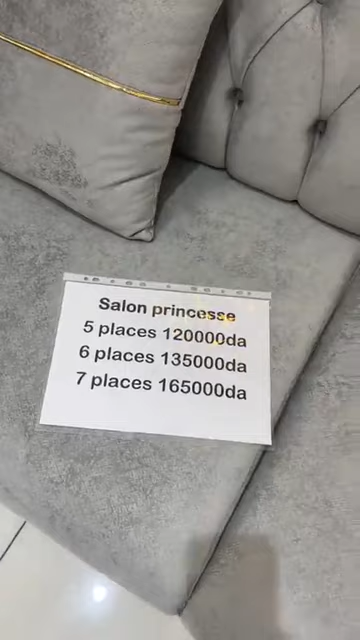 Salon princesse
5 places 120000da
6 places 135000da
7 places 165000da